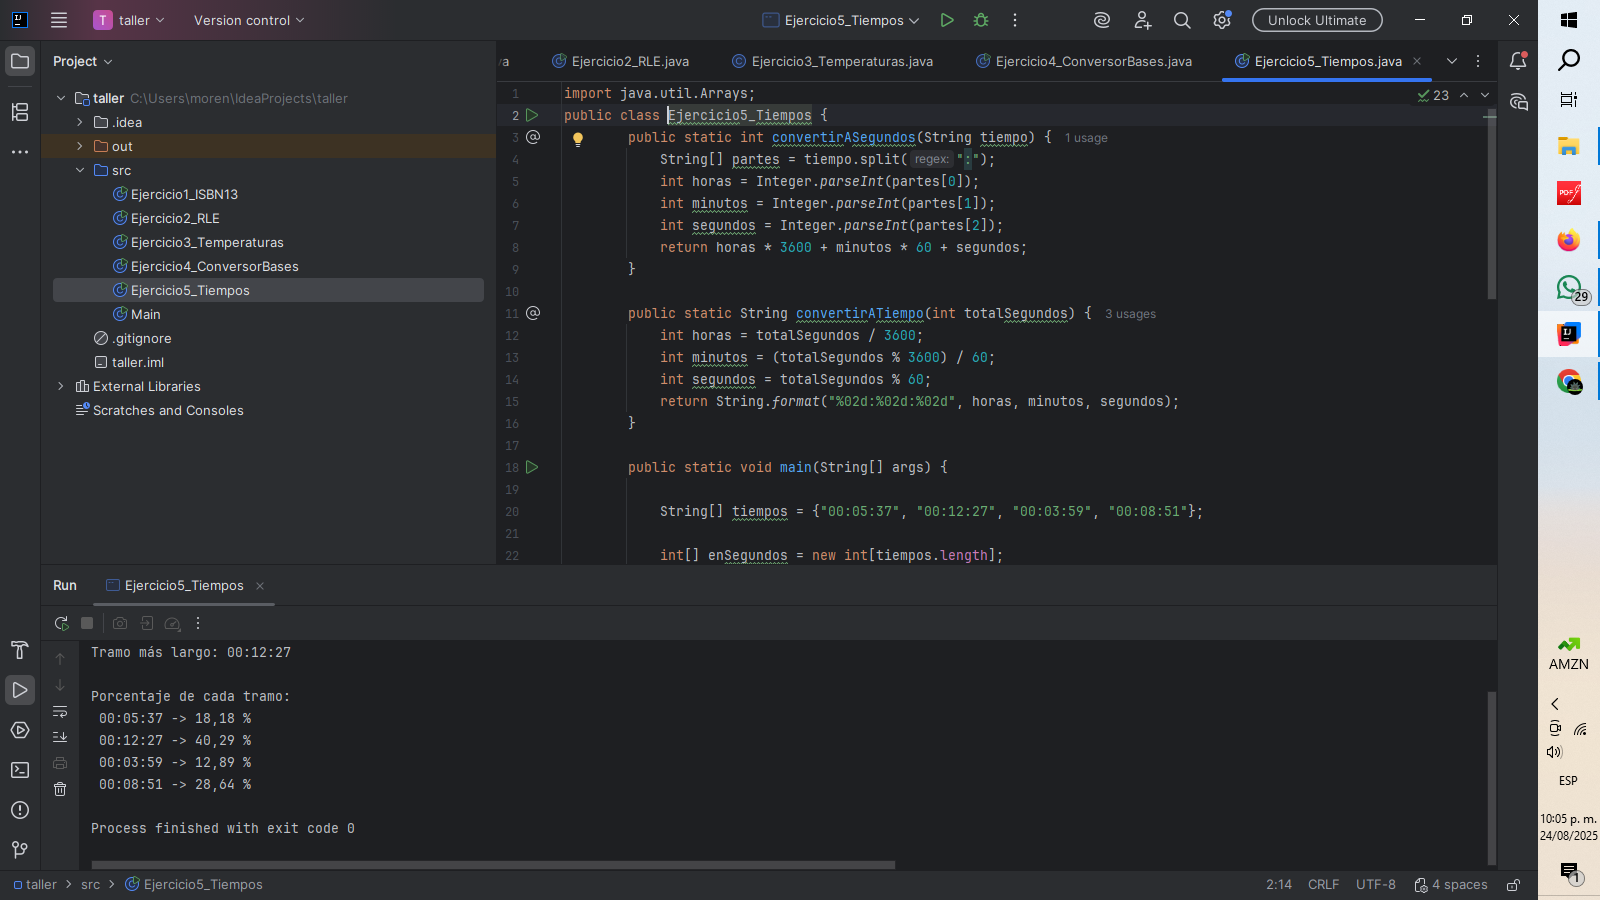 T taller
Version control
Ejercicio5_Tiempos
Unlock Ultimate
Project
va
Ejercicio2_RLE.java
Ejercicio3_Temperaturas.java
Ejercicio4_ConversorBases.java
Ejercicio5_Tiempos.java
taller C:\Users\moren\IdeaProjects\taller
.idea
out
src
Ejercicio1_ISBN13
Ejercicio2_RLE
Ejercicio3_Temperaturas
Ejercicio4_ConversorBases
Ejercicio5_Tiempos
Main
.gitignore
taller.iml
External Libraries
Scratches and Consoles
23
1 import java.util.Arrays;
2 public class Ejercicio5_Tiempos {
3 public static int convertirASegundos(String tiempo) { 1 usage
4 String[] partes = tiempo.split( regex: ":");
5 int horas = Integer.parseInt(partes[0]);
6 int minutos = Integer.parseInt(partes[1]);
7 int segundos = Integer.parseInt(partes[2]);
8 return horas * 3600 + minutos * 60 + segundos;
9 }
10
11 public static String convertirATiempo(int totalSegundos) { 3 usages
12 int horas = totalSegundos / 3600;
13 int minutos = (totalSegundos % 3600) / 60;
14 int segundos = totalSegundos % 60;
15 return String.format("%02d:%02d:%02d", horas, minutos, segundos);
16 }
17
18 public static void main(String[] args) {
19
20 String[] tiempos = {"00:05:37", "00:12:27", "00:03:59", "00:08:51"};
21
22 int[] enSegundos = new int[tiempos.length];
Run
Ejercicio5_Tiempos
Tramo más largo: 00:12:27
Porcentaje de cada tramo:
00:05:37 -> 18,18 %
00:12:27 -> 40,29 %
00:03:59 -> 12,89 %
00:08:51 -> 28,64 %
Process finished with exit code 0
taller > src > Ejercicio5_Tiempos
2:14 CRLF UTF-8 4 spaces
PDF
29
IJ
AMZN
ESP
10:05 p. m.
24/08/2025
1